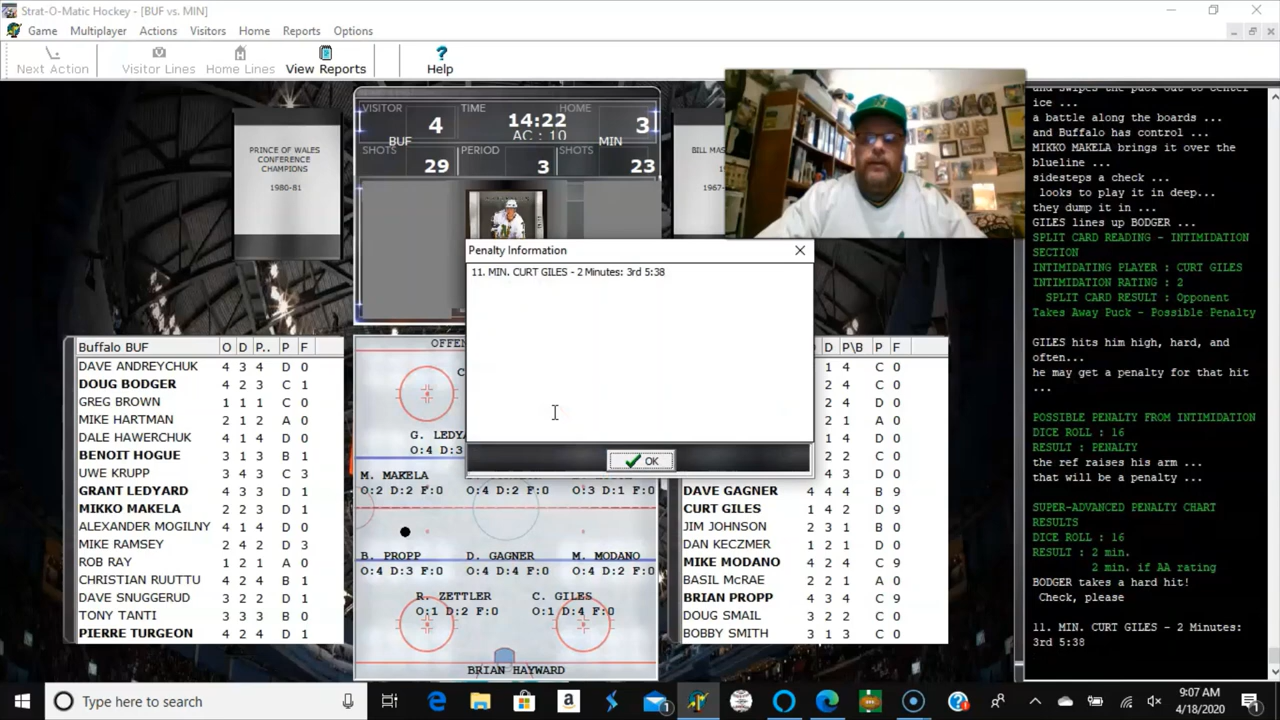 Strat-O-Matic Hockey - [BUF vs. MIN]
Game Multiplayer Actions Visitors Home Reports Options
Next Action Visitor Lines Home Lines View Reports Help
PRINCE OF WALES
CONFERENCE
CHAMPIONS
1980-81
VISITOR TIME HOME
BUF 4 14:22 MIN 3
AC : 10
SHOTS PERIOD SHOTS
29 3 23
BILL MAS
1967-
Penalty Information
11. MIN. CURT GILES - 2 Minutes: 3rd 5:38
OK
Buffalo BUF O D P.. P F
DAVE ANDREYCHUK 4 3 4 D 0
DOUG BODGER 4 2 3 C 1
GREG BROWN 1 1 1 C 0
MIKE HARTMAN 2 1 2 A 0
DALE HAWERCHUK 4 1 4 D 0
BENOIT HOGUE 3 1 3 B 1
UWE KRUPP 3 4 3 C 3
GRANT LEDYARD 4 3 3 D 1
MIKKO MAKELA 2 2 3 D 1
ALEXANDER MOGILNY 4 1 4 D 0
MIKE RAMSEY 2 4 2 D 3
ROB RAY 1 2 1 A 0
CHRISTIAN RUUTTU 4 2 4 B 1
DAVE SNUGGERUD 3 4 2 D 1
TONY TANTI 3 3 3 B 0
PIERRE TURGEON 4 2 4 D 1
OFFEN
G. LEDYA
O:4 D:3
M. MAKELA
O:2 D:2 F:0 O:4 D:2 F:0 O:3 D:1 F:0
B. PROPP D. GAGNER M. MODANO
O:4 D:3 F:0 O:4 D:4 F:0 O:4 D:2 F:0
R. ZETTLER C. GILES
O:1 D:2 F:0 O:1 D:4 F:0
BRIAN HAYWARD
D P\B P F
1 4 C 0
2 4 C 0
2 4 D 0
1 1 A 0
1 4 C 0
4 3 D 0
DAVE GAGNER 4 4 4 B 9
CURT GILES 1 4 2 D 9
JIM JOHNSON 2 3 1 B 0
DAN KECZMER 1 2 1 D 0
MIKE MODANO 4 2 4 C 9
BASIL McRAE 2 2 1 A 0
BRIAN PROPP 4 3 4 C 9
DOUG SMAIL 3 2 2 C 0
BOBBY SMITH 3 1 3 C 0
and swipes the puck out to center
ice ...
a battle along the boards ...
and Buffalo has control ...
MIKKO MAKELA brings it over the
blueline ...
sidesteps a check ...
looks to play it in deep...
they dump it in ...
GILES lines up BODGER ...
SPLIT CARD READING - INTIMIDATION
SECTION
INTIMIDATING PLAYER : CURT GILES
INTIMIDATION RATING : 2
SPLIT CARD RESULT : Opponent
Takes Away Puck - Possible Penalty
GILES hits him high, hard, and
often...
he may get a penalty for that hit
...
POSSIBLE PENALTY FROM INTIMIDATION
DICE ROLL : 16
RESULT : PENALTY
the ref raises his arm ...
that will be a penalty ...
SUPER-ADVANCED PENALTY CHART
RESULTS
DICE ROLL : 16
RESULT : 2 min.
2 min. if AA rating
BODGER takes a hard hit!
Check, please
11. MIN. CURT GILES - 2 Minutes:
3rd 5:38
Type here to search
9:07 AM
4/18/2020